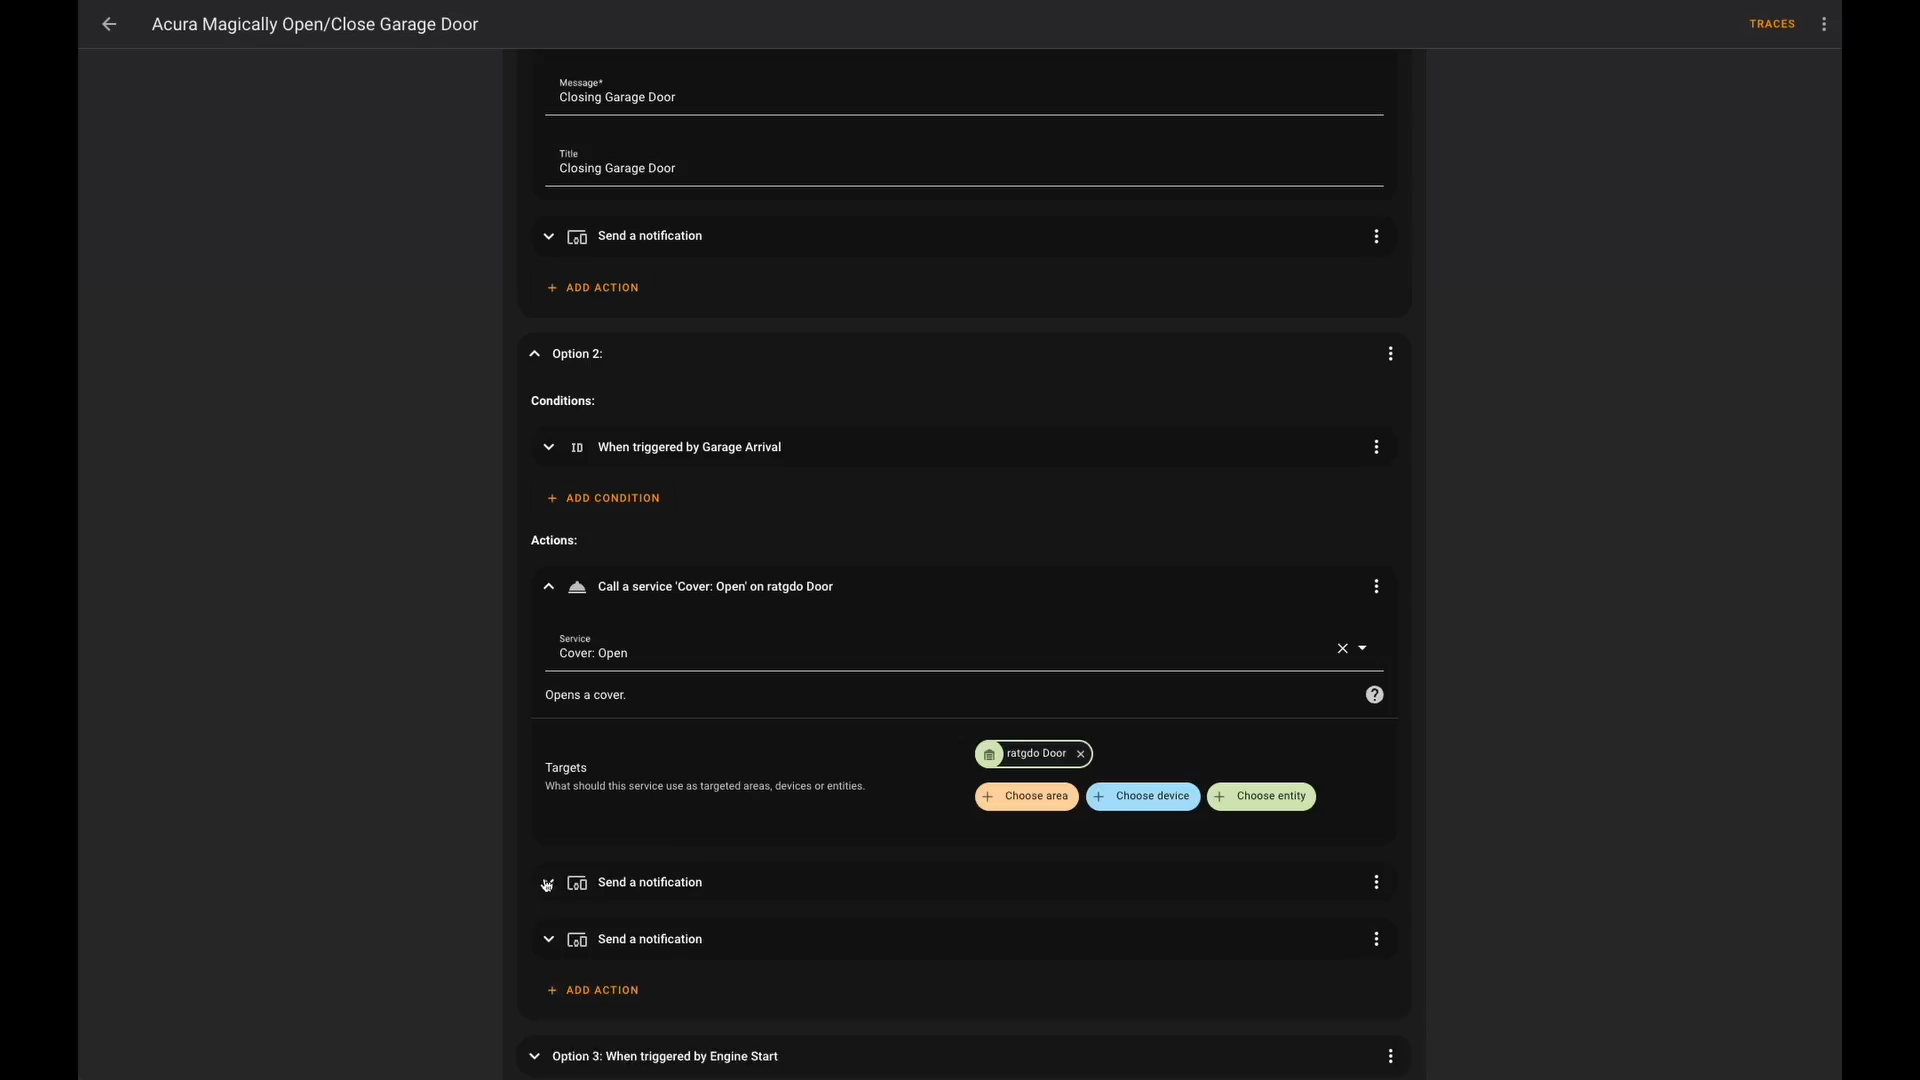 Acura Magically Open/Close Garage Door
TRACES
Message*
Closing Garage Door
Title
Closing Garage Door
Send a notification
+ ADD ACTION
Option 2:
Conditions:
ID When triggered by Garage Arrival
+ ADD CONDITION
Actions:
Call a service 'Cover: Open' on ratgdo Door
Service
Cover: Open
Opens a cover.
ratgdo Door
Targets
What should this service use as targeted areas, devices or entities.
+ Choose area
+ Choose device
+ Choose entity
Send a notification
Send a notification
+ ADD ACTION
Option 3: When triggered by Engine Start